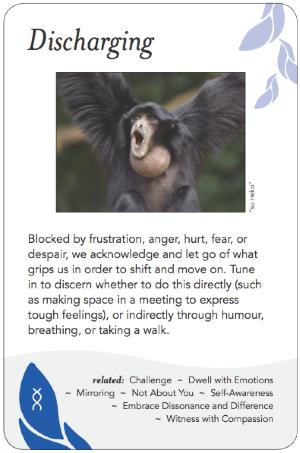 Discharging
"su neko"
Blocked by frustration, anger, hurt, fear, or
despair, we acknowledge and let go of what
grips us in order to shift and move on. Tune
in to discern whether to do this directly (such
as making space in a meeting to express
tough feelings), or indirectly through humour,
breathing, or taking a walk.
related: Challenge ~ Dwell with Emotions
~ Mirroring ~ Not About You ~ Self-Awareness
~ Embrace Dissonance and Difference
~ Witness with Compassion